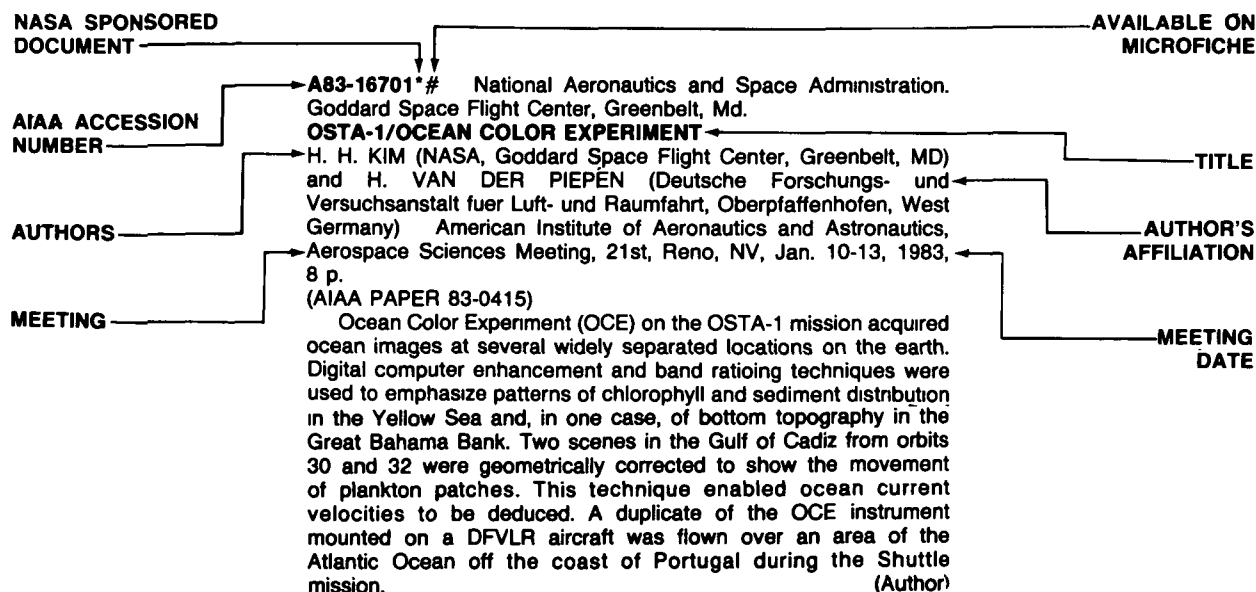 NASA SPONSORED
DOCUMENT
AVAILABLE ON
MICROFICHE
A83-16701*# National Aeronautics and Space Administration.
Goddard Space Flight Center, Greenbelt, Md.
AIAA ACCESSION
NUMBER
OSTA-1/OCEAN COLOR EXPERIMENT
TITLE
H. H. KIM (NASA, Goddard Space Flight Center, Greenbelt, MD)
and H. VAN DER PIEPEN (Deutsche Forschungs- und
Versuchsanstalt fuer Luft- und Raumfahrt, Oberpfaffenhofen, West
Germany) American Institute of Aeronautics and Astronautics,
Aerospace Sciences Meeting, 21st, Reno, NV, Jan. 10-13, 1983,
8 p.
AUTHORS
AUTHOR'S
AFFILIATION
(AIAA PAPER 83-0415)
MEETING
MEETING
DATE
Ocean Color Experiment (OCE) on the OSTA-1 mission acquired
ocean images at several widely separated locations on the earth.
Digital computer enhancement and band ratioing techniques were
used to emphasize patterns of chlorophyll and sediment distribution
in the Yellow Sea and, in one case, of bottom topography in the
Great Bahama Bank. Two scenes in the Gulf of Cadiz from orbits
30 and 32 were geometrically corrected to show the movement
of plankton patches. This technique enabled ocean current
velocities to be deduced. A duplicate of the OCE instrument
mounted on a DFVLR aircraft was flown over an area of the
Atlantic Ocean off the coast of Portugal during the Shuttle
mission. (Author)